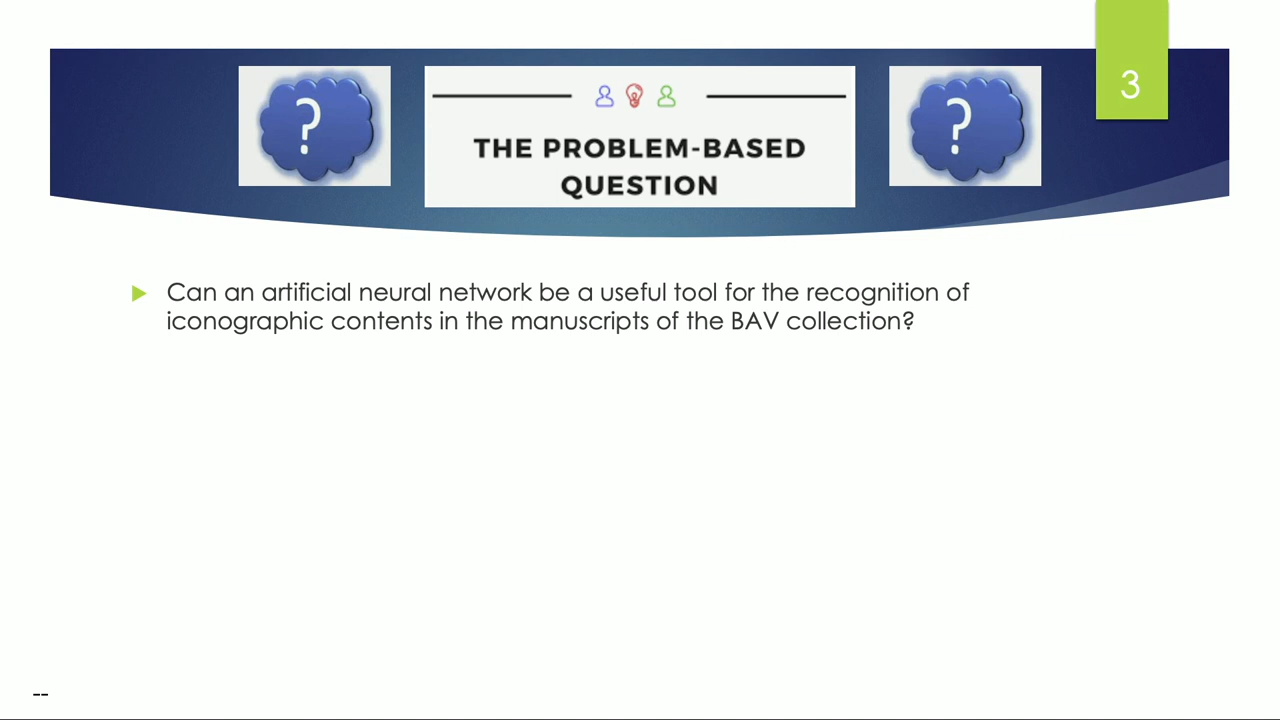 3
?
THE PROBLEM-BASED
QUESTION
?
Can an artificial neural network be a useful tool for the recognition of
iconographic contents in the manuscripts of the BAV collection?
--